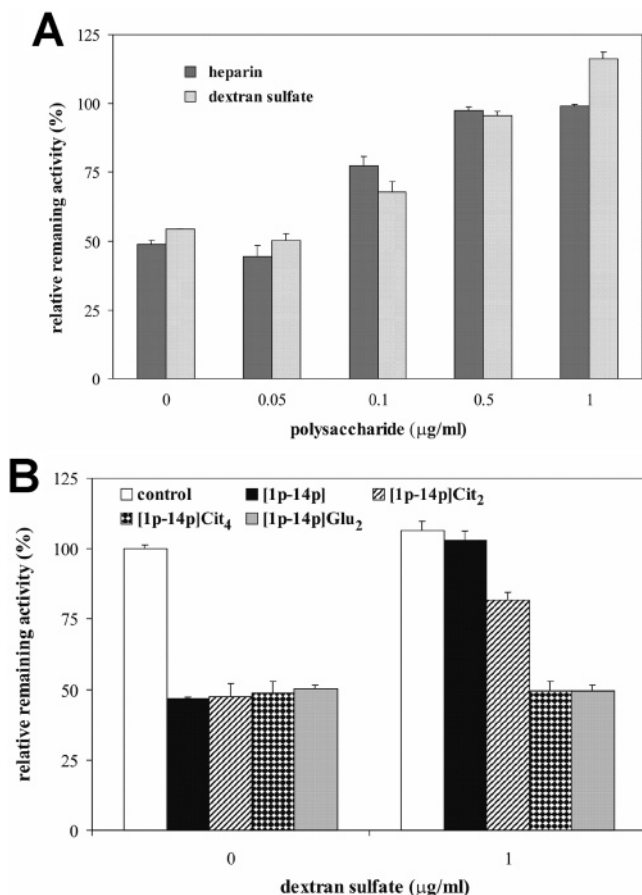 A
125
100
75
50
25
0
relative remaning activity (%)
heparin
dextran sulfate
0 0.05 0.1 0.5 1
polysaccharide (μg/ml)
B
125
100
75
50
25
0
relative remaining activity (%)
control [1p-14p] [1p-14p]Cit2
[1p-14p]Cit4 [1p-14p]Glu2
0 1
dextran sulfate (μg/ml)